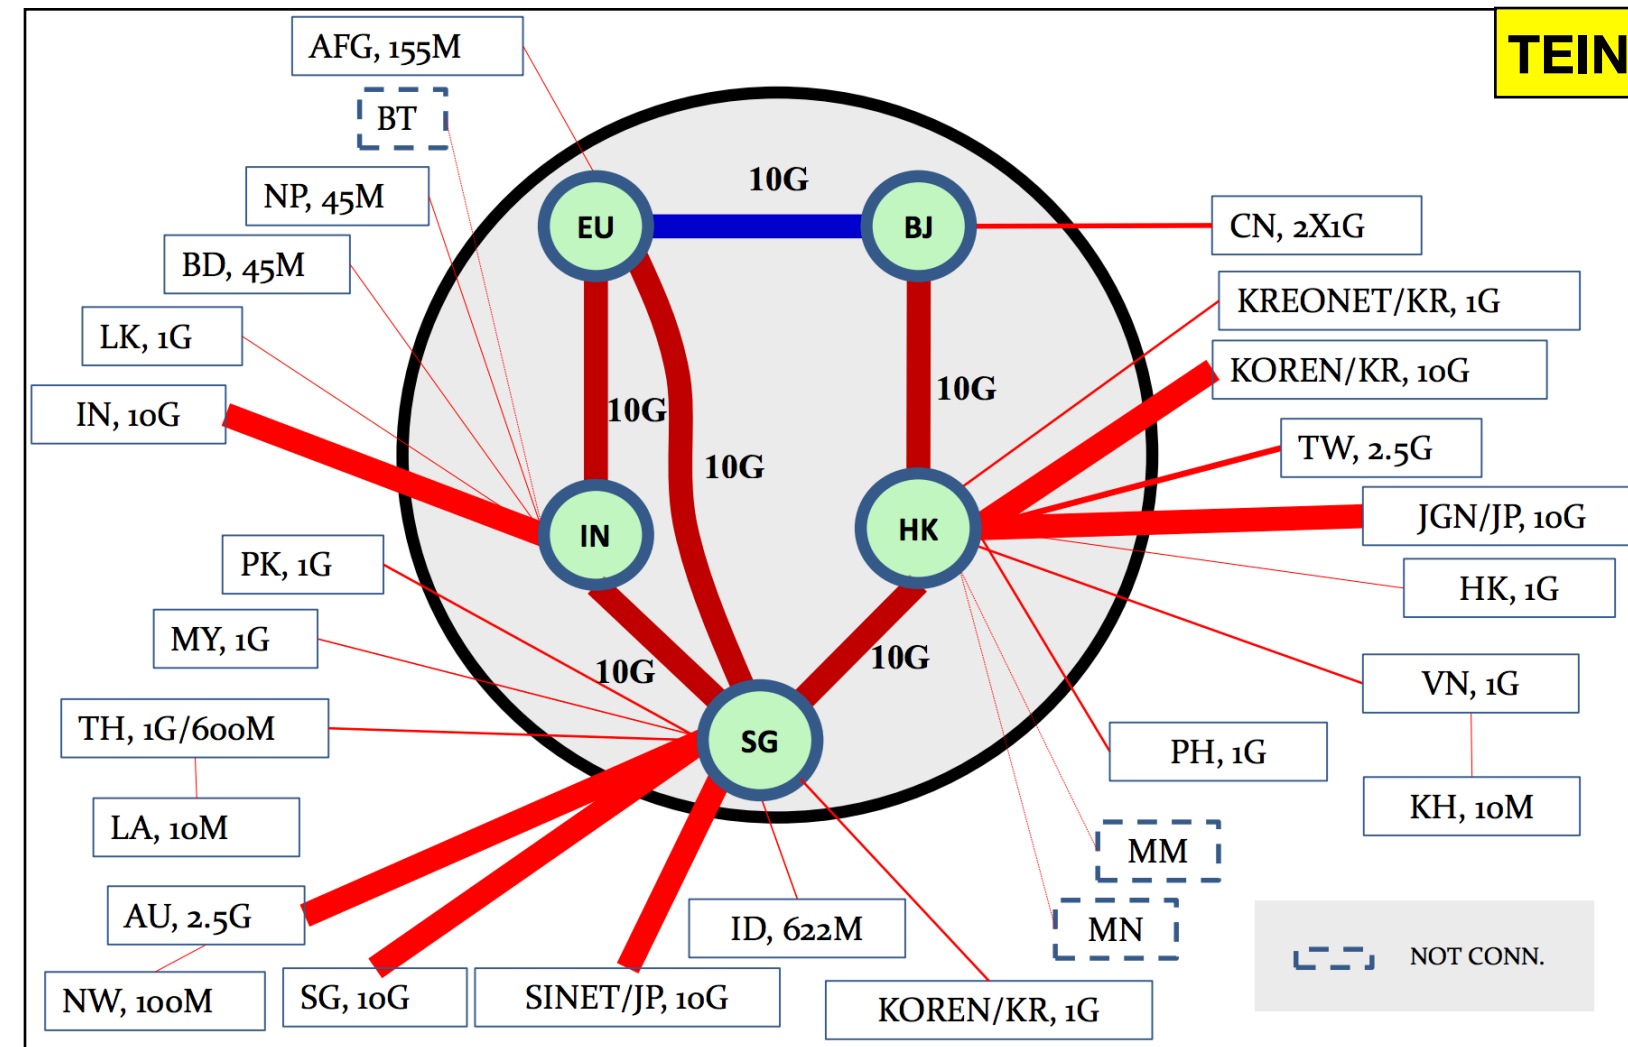 TEIN
AFG, 155M
BT
NP, 45M
BD, 45M
LK, 1G
IN, 10G
PK, 1G
MY, 1G
TH, 1G/600M
LA, 10M
AU, 2.5G
NW, 100M
SG, 10G
SINET/JP, 10G
ID, 622M
KOREN/KR, 1G
EU
10G
BJ
10G
10G
10G
IN
HK
10G
10G
SG
CN, 2X1G
KREONET/KR, 1G
KOREN/KR, 10G
TW, 2.5G
JGN/JP, 10G
HK, 1G
VN, 1G
PH, 1G
KH, 10M
MM
MN
NOT CONN.